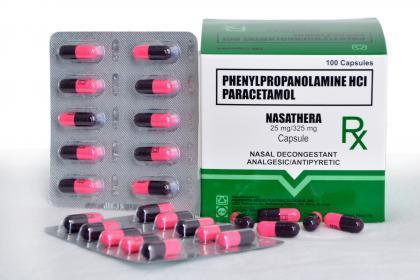 100 Capsules
PHENYLPROPANOLAMINE HCl
PARACETAMOL
NASATHERA
25 mg/325 mg
Capsule
Rx
NASAL DECONGESTANT
ANALGESIC/ANTIPYRETIC